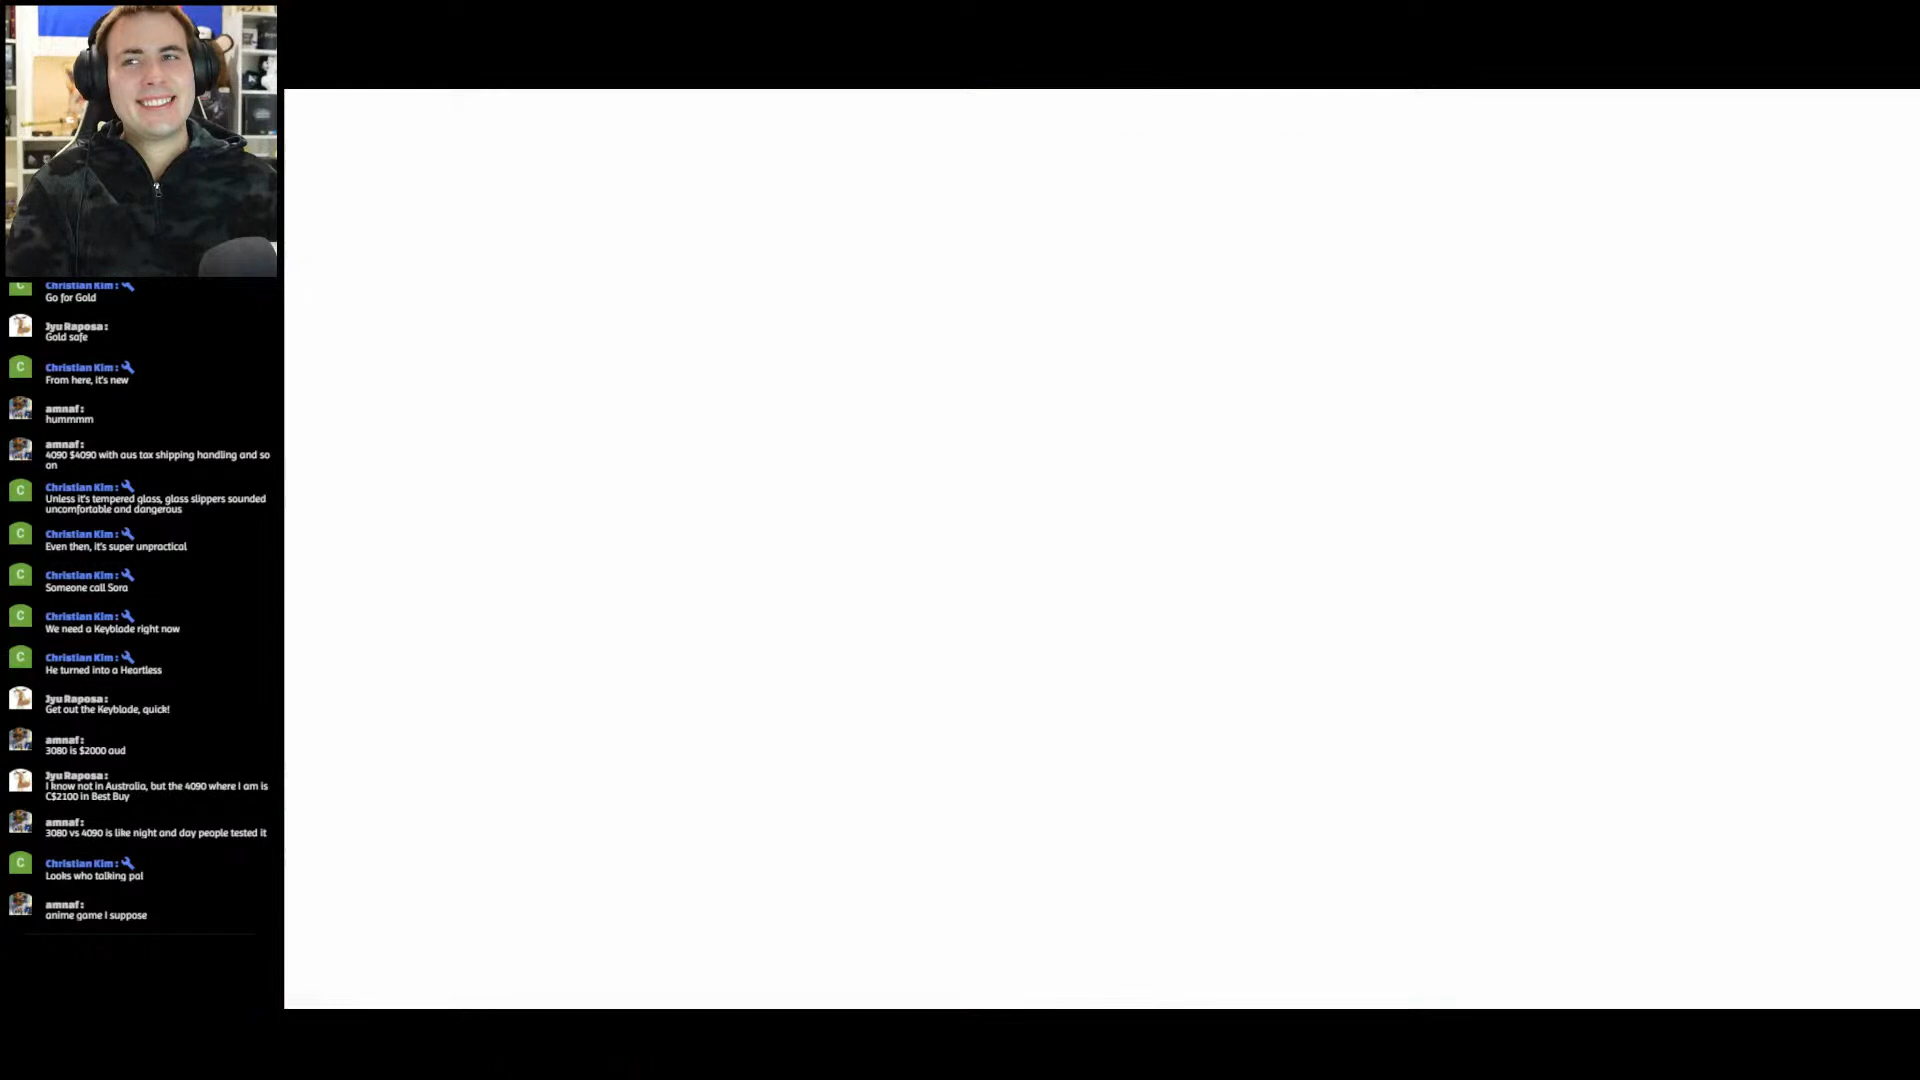 Christian Kim :
Go for Gold
Jyu Raposa :
Gold safe
Christian Kim :
From here, it's new
amnaf :
hummmm
amnaf :
4090 $4090 with aus tax shipping handling and so
on
Christian Kim :
Unless it's tempered glass, glass slippers sounded
uncomfortable and dangerous
Christian Kim :
Even then, it's super unpractical
Christian Kim :
Someone call Sora
Christian Kim :
We need a Keyblade right now
Christian Kim :
He turned into a Heartless
Jyu Raposa :
Get out the Keyblade, quick!
amnaf :
3080 is $2000 aud
Jyu Raposa :
I know not in Australia, but the 4090 where I am is
C$2100 in Best Buy
amnaf :
3080 vs 4090 is like night and day people tested it
Christian Kim :
Looks who talking pal
amnaf :
anime game I suppose